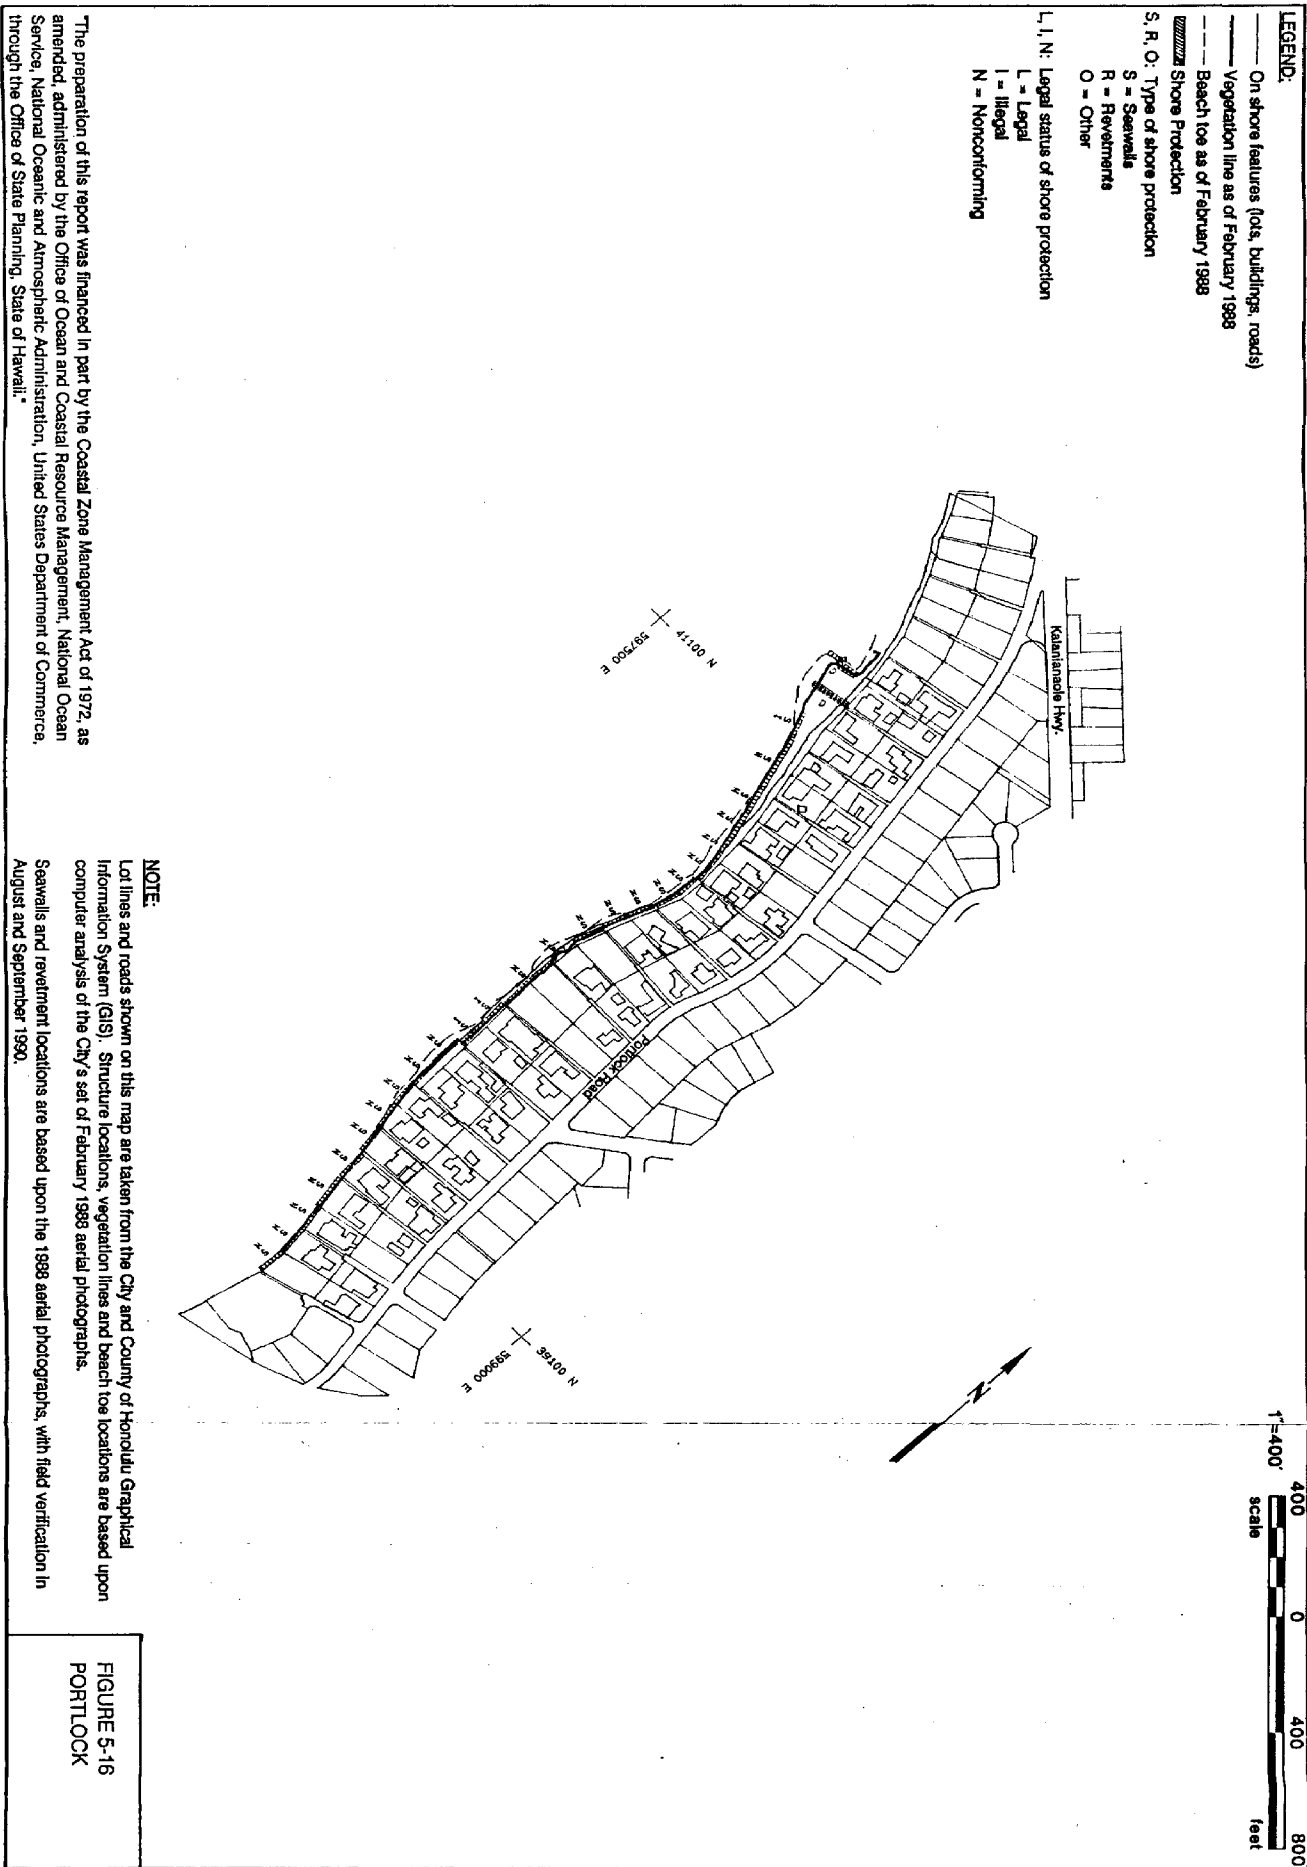 LEGEND:
On shore features (lots, buildings, roads)
Vegetation line as of February 1988
Beach toe as of February 1988
Shore Protection
S, R, O: Type of shore protection
S = Seawalls
R = Revetments
O = Other
L, I, N: Legal status of shore protection
L = Legal
I = Illegal
N = Nonconforming
1"=400'
400 0 400 800
scale feet
Kalanianaole Hwy.
41100 N
597500 E
Portlock Road
39100 N
599000 E
N
"The preparation of this report was financed in part by the Coastal Zone Management Act of 1972, as
amended, administered by the Office of Ocean and Coastal Resource Management, National Ocean
Service, National Oceanic and Atmospheric Administration, United States Department of Commerce,
through the Office of State Planning, State of Hawaii."
NOTE:
Lot lines and roads shown on this map are taken from the City and County of Honolulu Graphical
Information System (GIS). Structure locations, vegetation lines and beach toe locations are based upon
computer analysis of the City's set of February 1988 aerial photographs.
Seawalls and revetment locations are based upon the 1988 aerial photographs, with field verification in
August and September 1990.
FIGURE 5-16
PORTLOCK